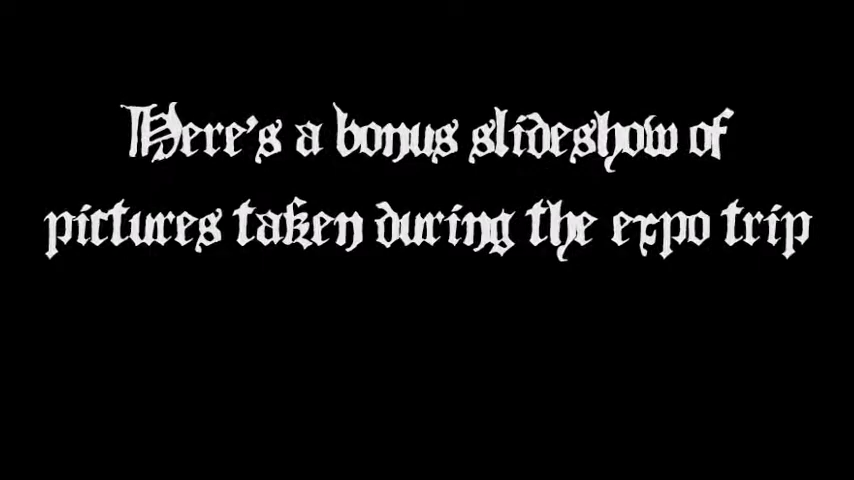 Here's a bonus slideshow of
pictures taken during the expo trip